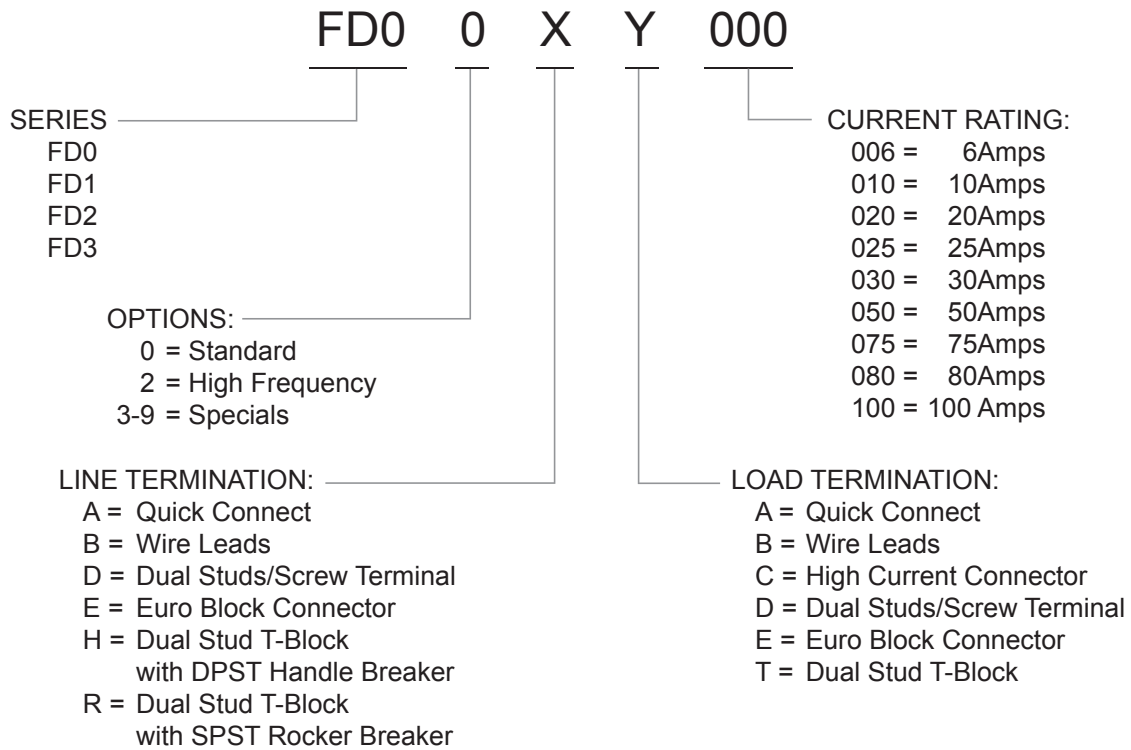 FD0 0 X Y 000
SERIES
FD0
FD1
FD2
FD3
OPTIONS:
0 = Standard
2 = High Frequency
3-9 = Specials
LINE TERMINATION:
A = Quick Connect
B = Wire Leads
D = Dual Studs/Screw Terminal
E = Euro Block Connector
H = Dual Stud T-Block
with DPST Handle Breaker
R = Dual Stud T-Block
with SPST Rocker Breaker
CURRENT RATING:
006 = 6Amps
010 = 10Amps
020 = 20Amps
025 = 25Amps
030 = 30Amps
050 = 50Amps
075 = 75Amps
080 = 80Amps
100 = 100 Amps
LOAD TERMINATION:
A = Quick Connect
B = Wire Leads
C = High Current Connector
D = Dual Studs/Screw Terminal
E = Euro Block Connector
T = Dual Stud T-Block